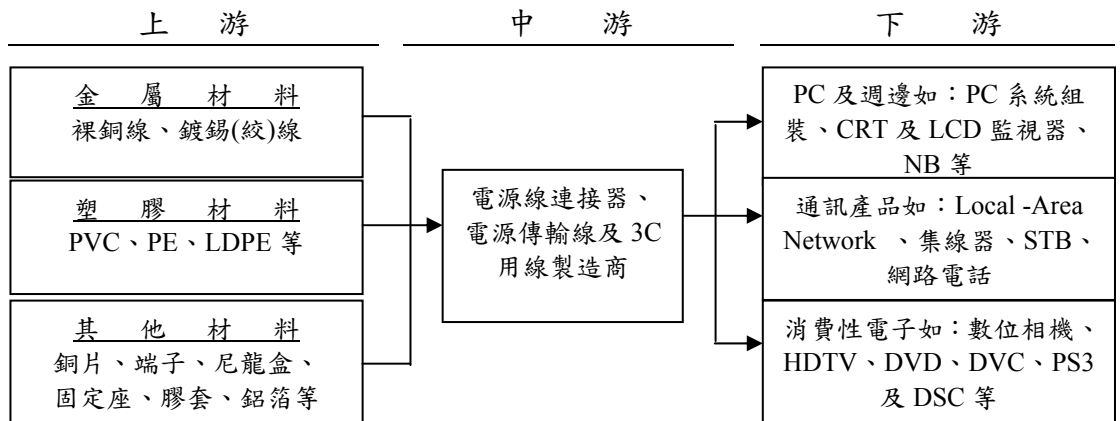 上 游
中 游
下 游
金 屬 材 料
裸銅線、鍍錫(絞)線
塑 膠 材 料
PVC、PE、LDPE 等
其 他 材 料
銅片、端子、尼龍盒、
固定座、膠套、鋁箔等
電源線連接器、
電源傳輸線及 3C
用線製造商
PC 及週邊如：PC 系統組
裝、CRT 及 LCD 監視器、
NB 等
通訊產品如：Local -Area
Network 、集線器、STB、
網路電話
消費性電子如：數位相機、
HDTV、DVD、DVC、PS3
及 DSC 等